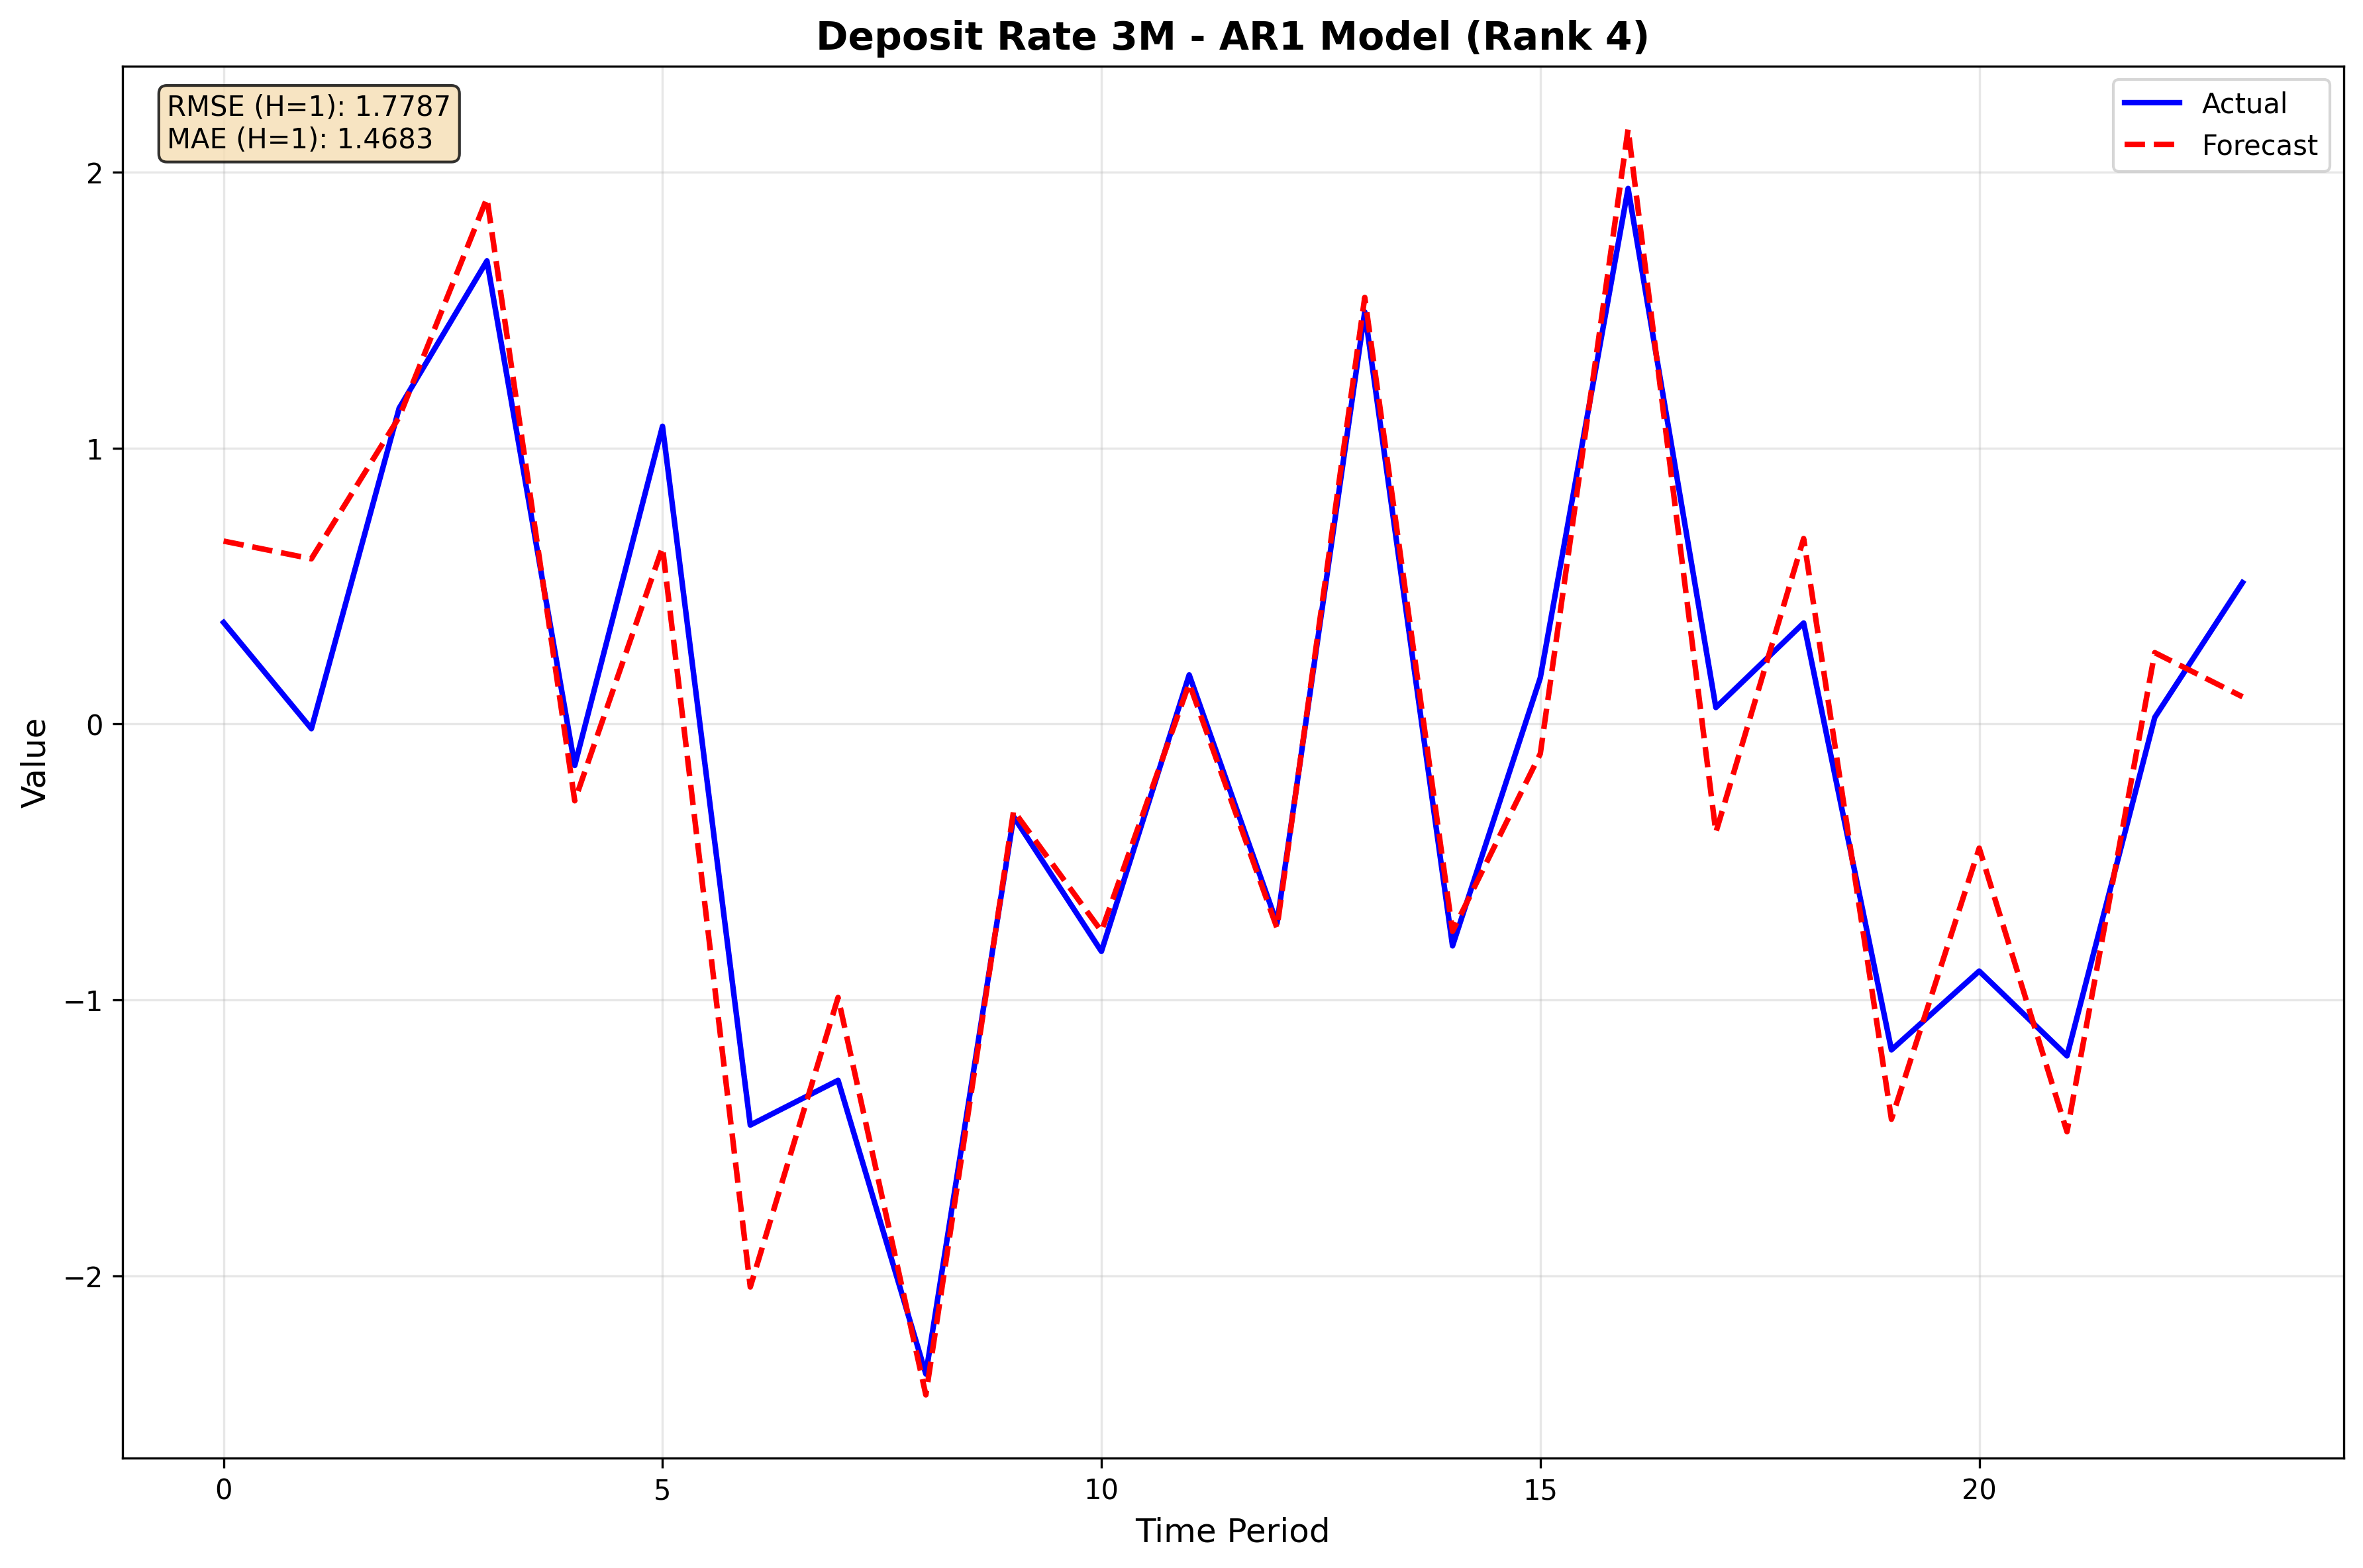 Deposit Rate 3M - AR1 Model (Rank 4)
RMSE (H=1): 1.7787
MAE (H=1): 1.4683
Actual
Forecast
2
1
0
−1
−2
Value
0 5 10 15 20
Time Period